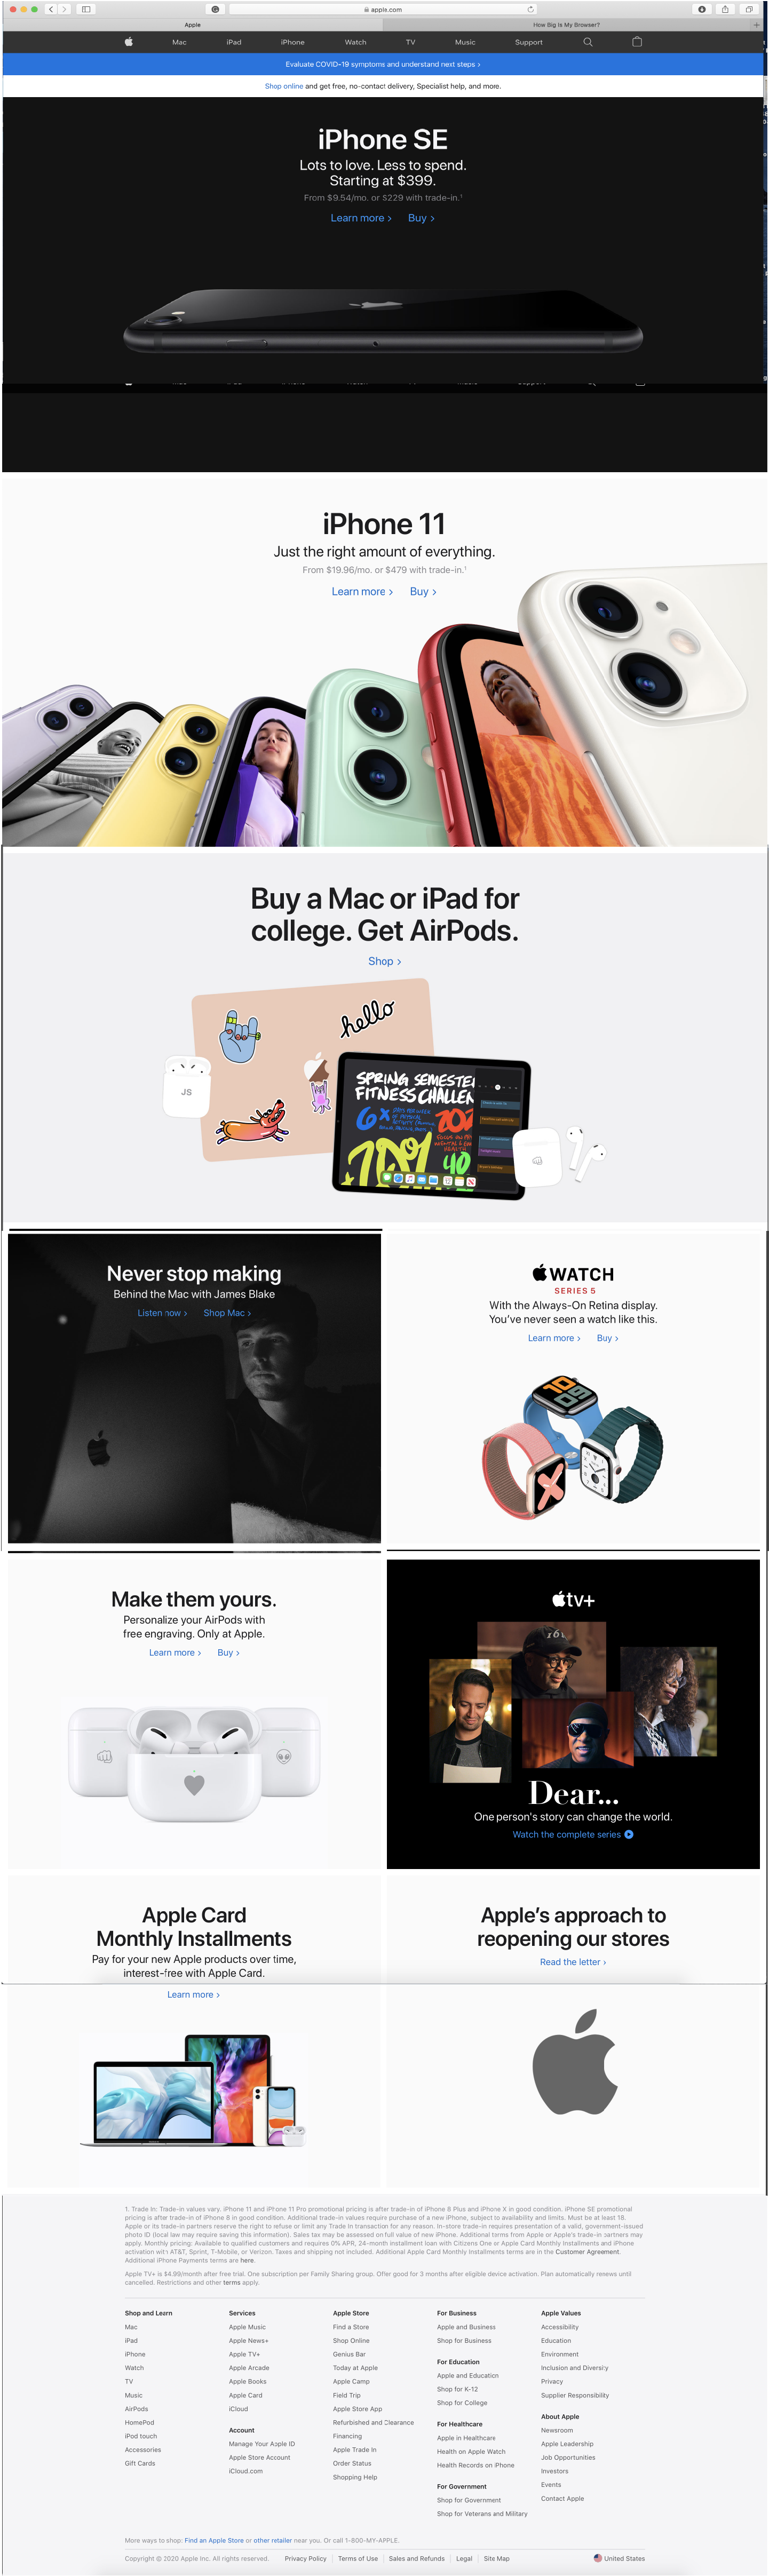 apple.com
Apple
How Big Is My Browser?
Mac iPad iPhone Watch TV Music Support
Evaluate COVID-19 symptoms and understand next steps >
Shop online and get free, no-contact delivery, Specialist help, and more.
iPhone SE
Lots to love. Less to spend.
Starting at $399.
From $9.54/mo. or $229 with trade-in.¹
Learn more > Buy >
iPhone 11
Just the right amount of everything.
From $19.96/mo. or $479 with trade-in.¹
Learn more > Buy >
Buy a Mac or iPad for
college. Get AirPods.
Shop >
hello
JS
SPRING SEMESTER
FITNESS CHALLEN
6X
202
40
Never stop making
Behind the Mac with James Blake
Listen now > Shop Mac >
WATCH
SERIES 5
With the Always-On Retina display.
You've never seen a watch like this.
Learn more > Buy >
10
09
Make them yours.
Personalize your AirPods with
free engraving. Only at Apple.
Learn more > Buy >
tv+
Dear...
One person's story can change the world.
Watch the complete series
Apple Card
Monthly Installments
Pay for your new Apple products over time,
interest-free with Apple Card.
Learn more >
Apple's approach to
reopening our stores
Read the letter >
1. Trade In: Trade-in values vary. iPhone 11 and iPhone 11 Pro promotional pricing is after trade-in of iPhone 8 Plus and iPhone X in good condition. iPhone SE promotional
pricing is after trade-in of iPhone 8 in good condition. Additional trade-in values require purchase of a new iPhone, subject to availability and limits. Must be at least 18.
Apple or its trade-in partners reserve the right to refuse or limit any Trade In transaction for any reason. In-store trade-in requires presentation of a valid, government-issued
photo ID (local law may require saving this information). Sales tax may be assessed on full value of new iPhone. Additional terms from Apple or Apple's trade-in partners may
apply. Monthly pricing: Available to qualified customers and requires 0% APR, 24-month installment loan with Citizens One or Apple Card Monthly Installments and iPhone
activation with AT&T, Sprint, T-Mobile, or Verizon. Taxes and shipping not included. Additional Apple Card Monthly Installments terms are in the Customer Agreement.
Additional iPhone Payments terms are here.
Apple TV+ is $4.99/month after free trial. One subscription per Family Sharing group. Offer good for 3 months after eligible device activation. Plan automatically renews until
cancelled. Restrictions and other terms apply.
Shop and Learn
Mac
iPad
iPhone
Watch
TV
Music
AirPods
HomePod
iPod touch
Accessories
Gift Cards
Services
Apple Music
Apple News+
Apple TV+
Apple Arcade
Apple Books
Apple Card
iCloud
Account
Manage Your Apple ID
Apple Store Account
iCloud.com
Apple Store
Find a Store
Shop Online
Genius Bar
Today at Apple
Apple Camp
Field Trip
Apple Store App
Refurbished and Clearance
Financing
Apple Trade In
Order Status
Shopping Help
For Business
Apple and Business
Shop for Business
For Education
Apple and Education
Shop for K-12
Shop for College
For Healthcare
Apple in Healthcare
Health on Apple Watch
Health Records on iPhone
For Government
Shop for Government
Shop for Veterans and Military
Apple Values
Accessibility
Education
Environment
Inclusion and Diversity
Privacy
Supplier Responsibility
About Apple
Newsroom
Apple Leadership
Job Opportunities
Investors
Events
Contact Apple
More ways to shop: Find an Apple Store or other retailer near you. Or call 1-800-MY-APPLE.
Copyright © 2020 Apple Inc. All rights reserved. Privacy Policy | Terms of Use | Sales and Refunds | Legal | Site Map United States